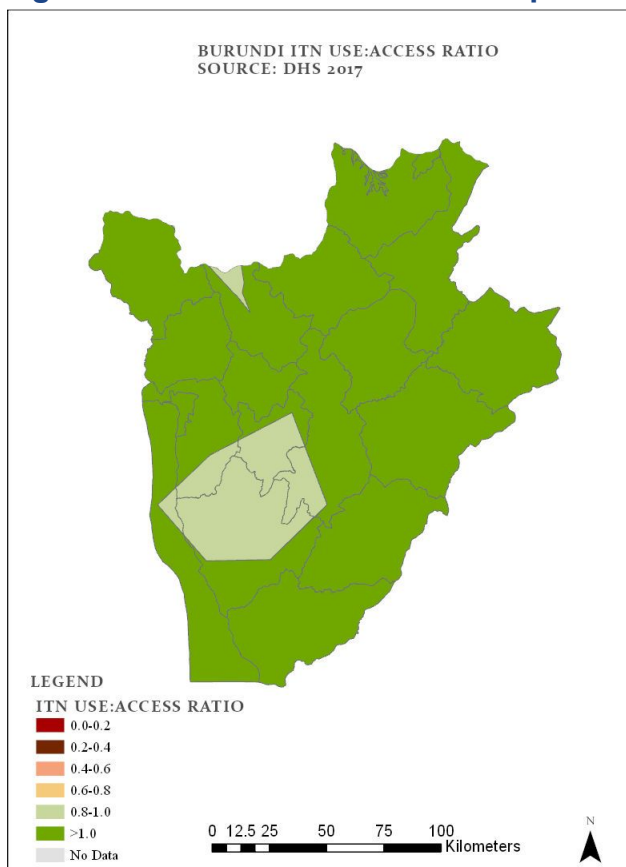 BURUNDI ITN USE:ACCESS RATIO
SOURCE: DHS 2017
LEGEND
ITN USE:ACCESS RATIO
0.0-0.2
0.2-0.4
0.4-0.6
0.6-0.8
0.8-1.0
>1.0
No Data
0 12.5 25 50 75 100
Kilometers
N